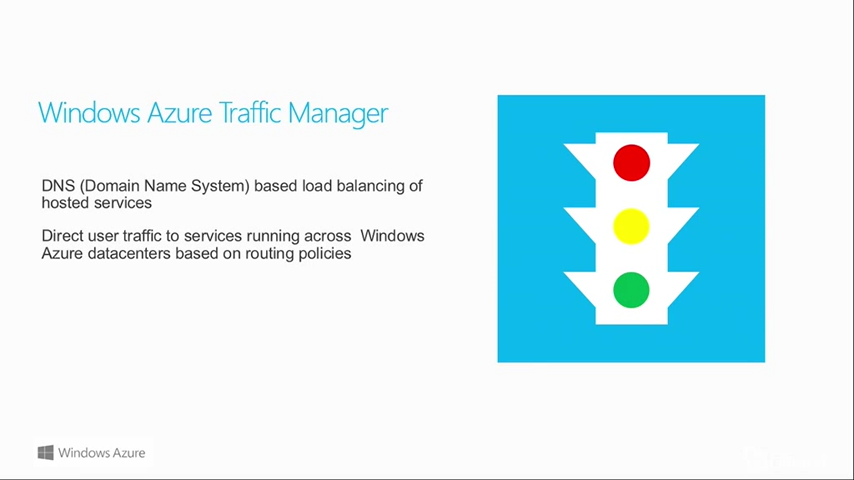 Windows Azure Traffic Manager
DNS (Domain Name System) based load balancing of
hosted services
Direct user traffic to services running across  Windows
Azure datacenters based on routing policies
Windows Azure